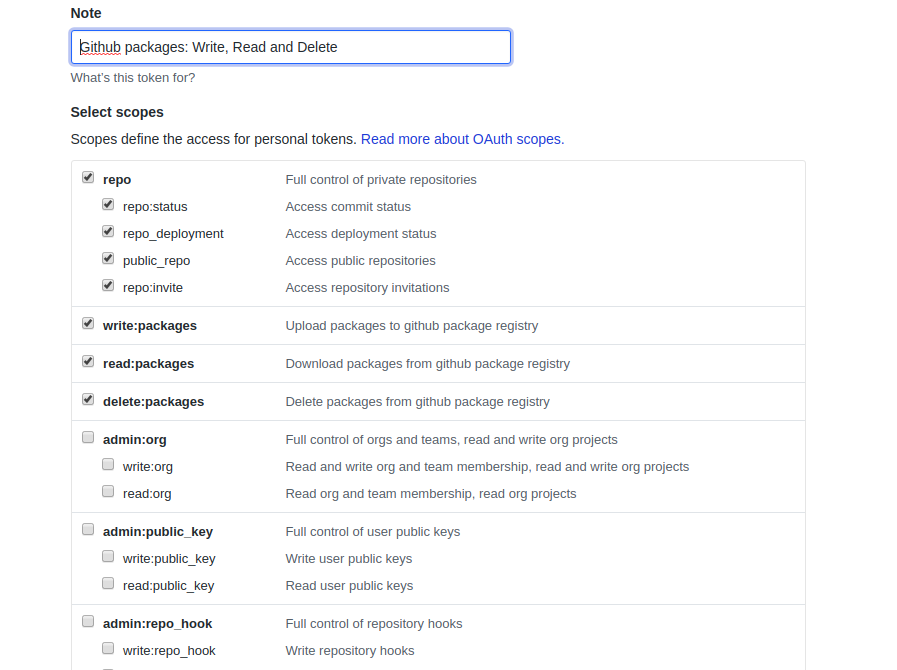 Note
Github packages: Write, Read and Delete
What's this token for?
Select scopes
Scopes define the access for personal tokens. Read more about OAuth scopes.
repo Full control of private repositories
repo:status Access commit status
repo_deployment Access deployment status
public_repo Access public repositories
repo:invite Access repository invitations
write:packages Upload packages to github package registry
read:packages Download packages from github package registry
delete:packages Delete packages from github package registry
admin:org Full control of orgs and teams, read and write org projects
write:org Read and write org and team membership, read and write org projects
read:org Read org and team membership, read org projects
admin:public_key Full control of user public keys
write:public_key Write user public keys
read:public_key Read user public keys
admin:repo_hook Full control of repository hooks
write:repo_hook Write repository hooks